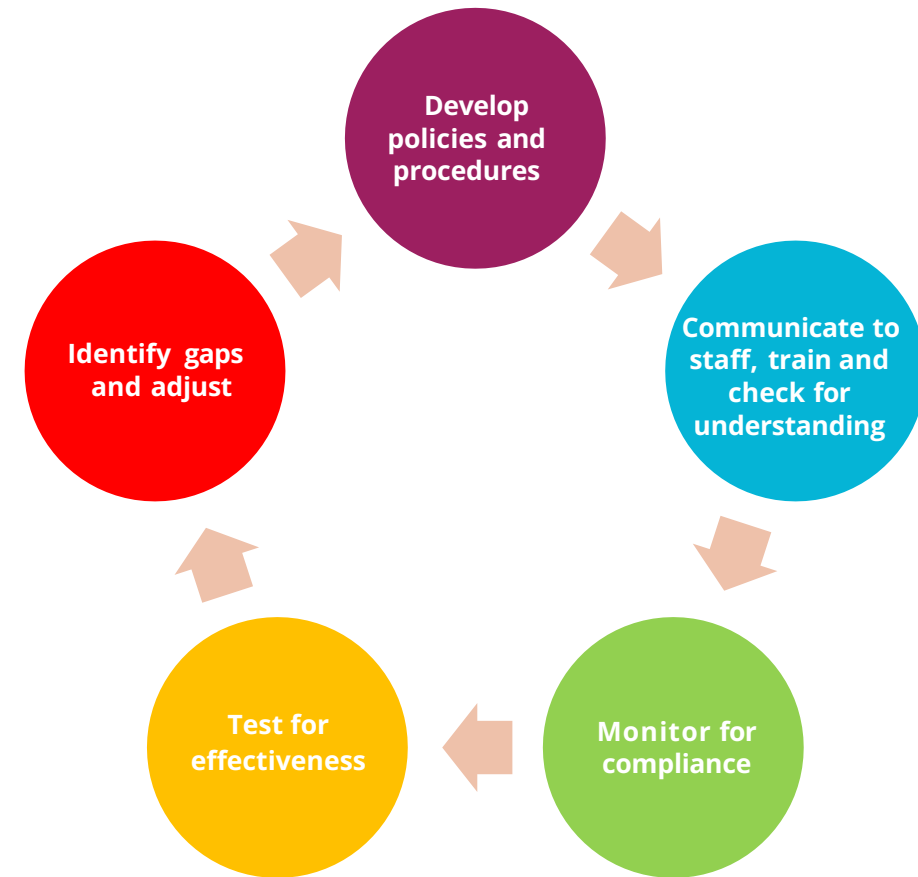 Develop
policies and
procedures
Communicate to
staff, train and
check for
understanding
Monitor for
compliance
Test for
effectiveness
Identify gaps
and adjust